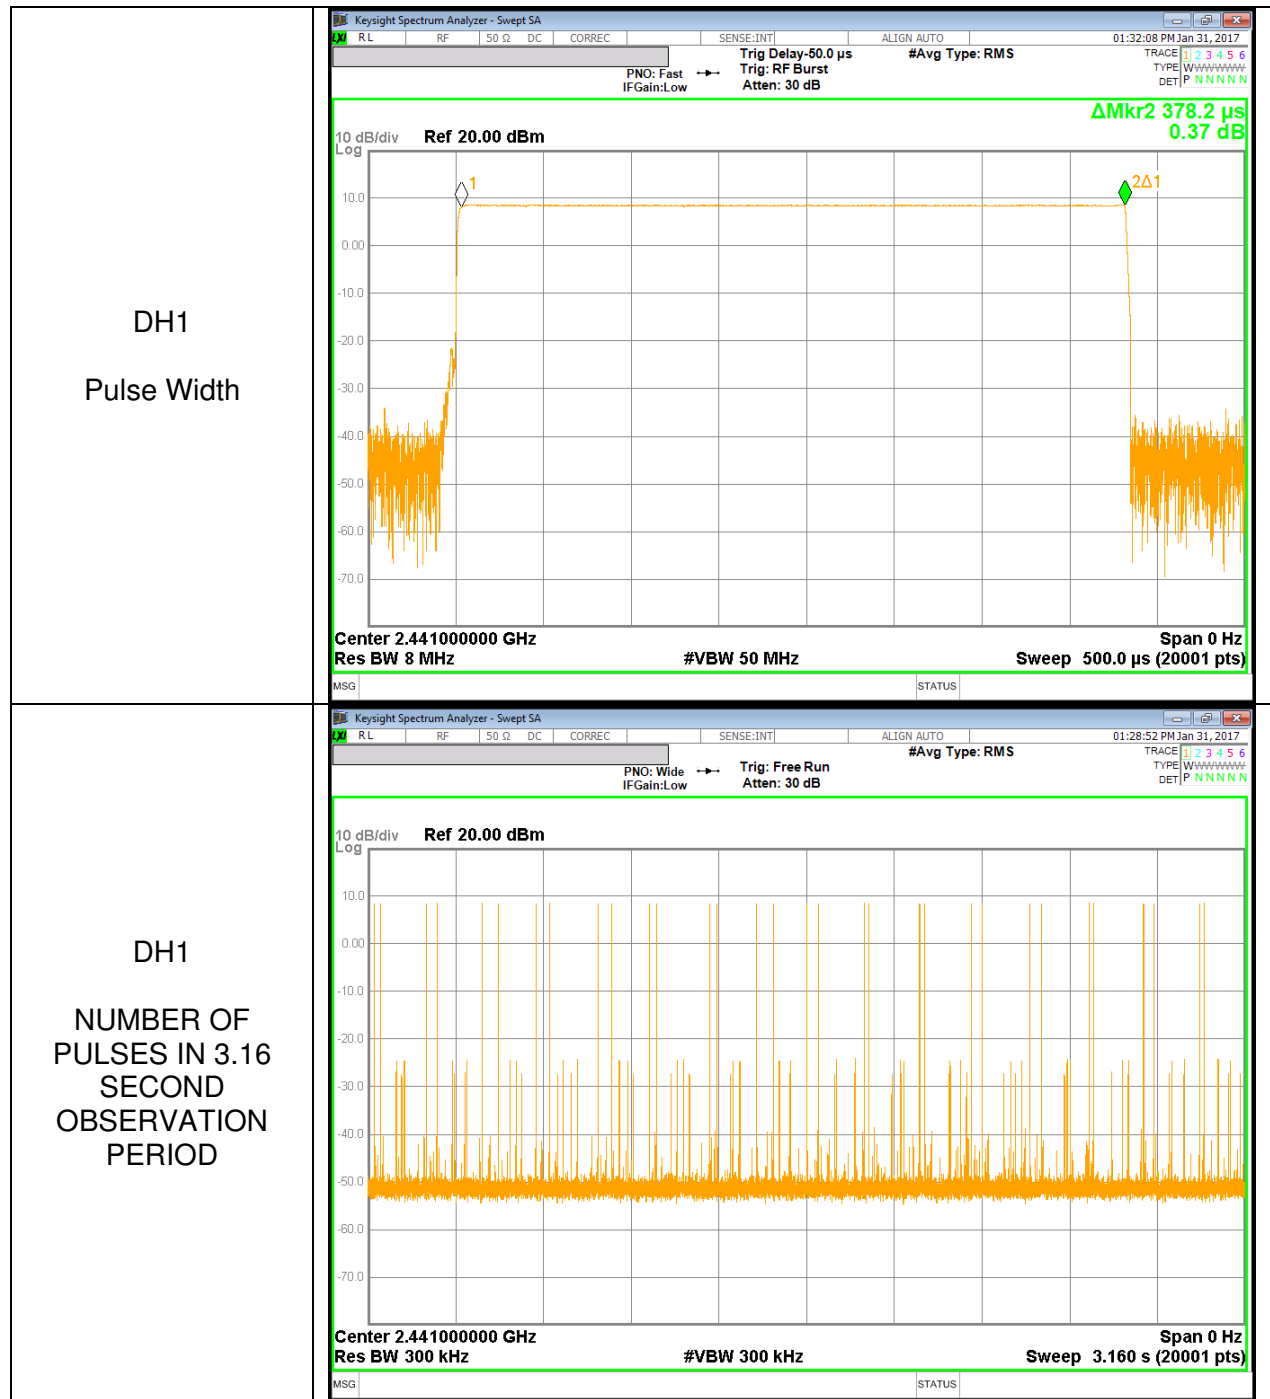 DH1
Pulse Width
Keysight Spectrum Analyzer - Swept SA
LXI RL RF 50 Ω DC CORREC SENSE:INT ALIGN AUTO 01:32:08 PM Jan 31, 2017
Trig Delay-50.0 µs #Avg Type: RMS TRACE 1 2 3 4 5 6
PNO: Fast Trig: RF Burst TYPE WWWWWW
IFGain:Low Atten: 30 dB DET P N N N N N
ΔMkr2 378.2 µs
0.37 dB
10 dB/div Ref 20.00 dBm
Log
1
2Δ1
10.0
0.00
-10.0
-20.0
-30.0
-40.0
-50.0
-60.0
-70.0
Center 2.441000000 GHz Span 0 Hz
Res BW 8 MHz #VBW 50 MHz Sweep 500.0 µs (20001 pts)
MSG STATUS
DH1
NUMBER OF
PULSES IN 3.16
SECOND
OBSERVATION
PERIOD
Keysight Spectrum Analyzer - Swept SA
LXI RL RF 50 Ω DC CORREC SENSE:INT ALIGN AUTO 01:28:52 PM Jan 31, 2017
#Avg Type: RMS TRACE 1 2 3 4 5 6
PNO: Wide Trig: Free Run TYPE WWWWWW
IFGain:Low Atten: 30 dB DET P N N N N N
10 dB/div Ref 20.00 dBm
Log
10.0
0.00
-10.0
-20.0
-30.0
-40.0
-50.0
-60.0
-70.0
Center 2.441000000 GHz Span 0 Hz
Res BW 300 kHz #VBW 300 kHz Sweep 3.160 s (20001 pts)
MSG STATUS